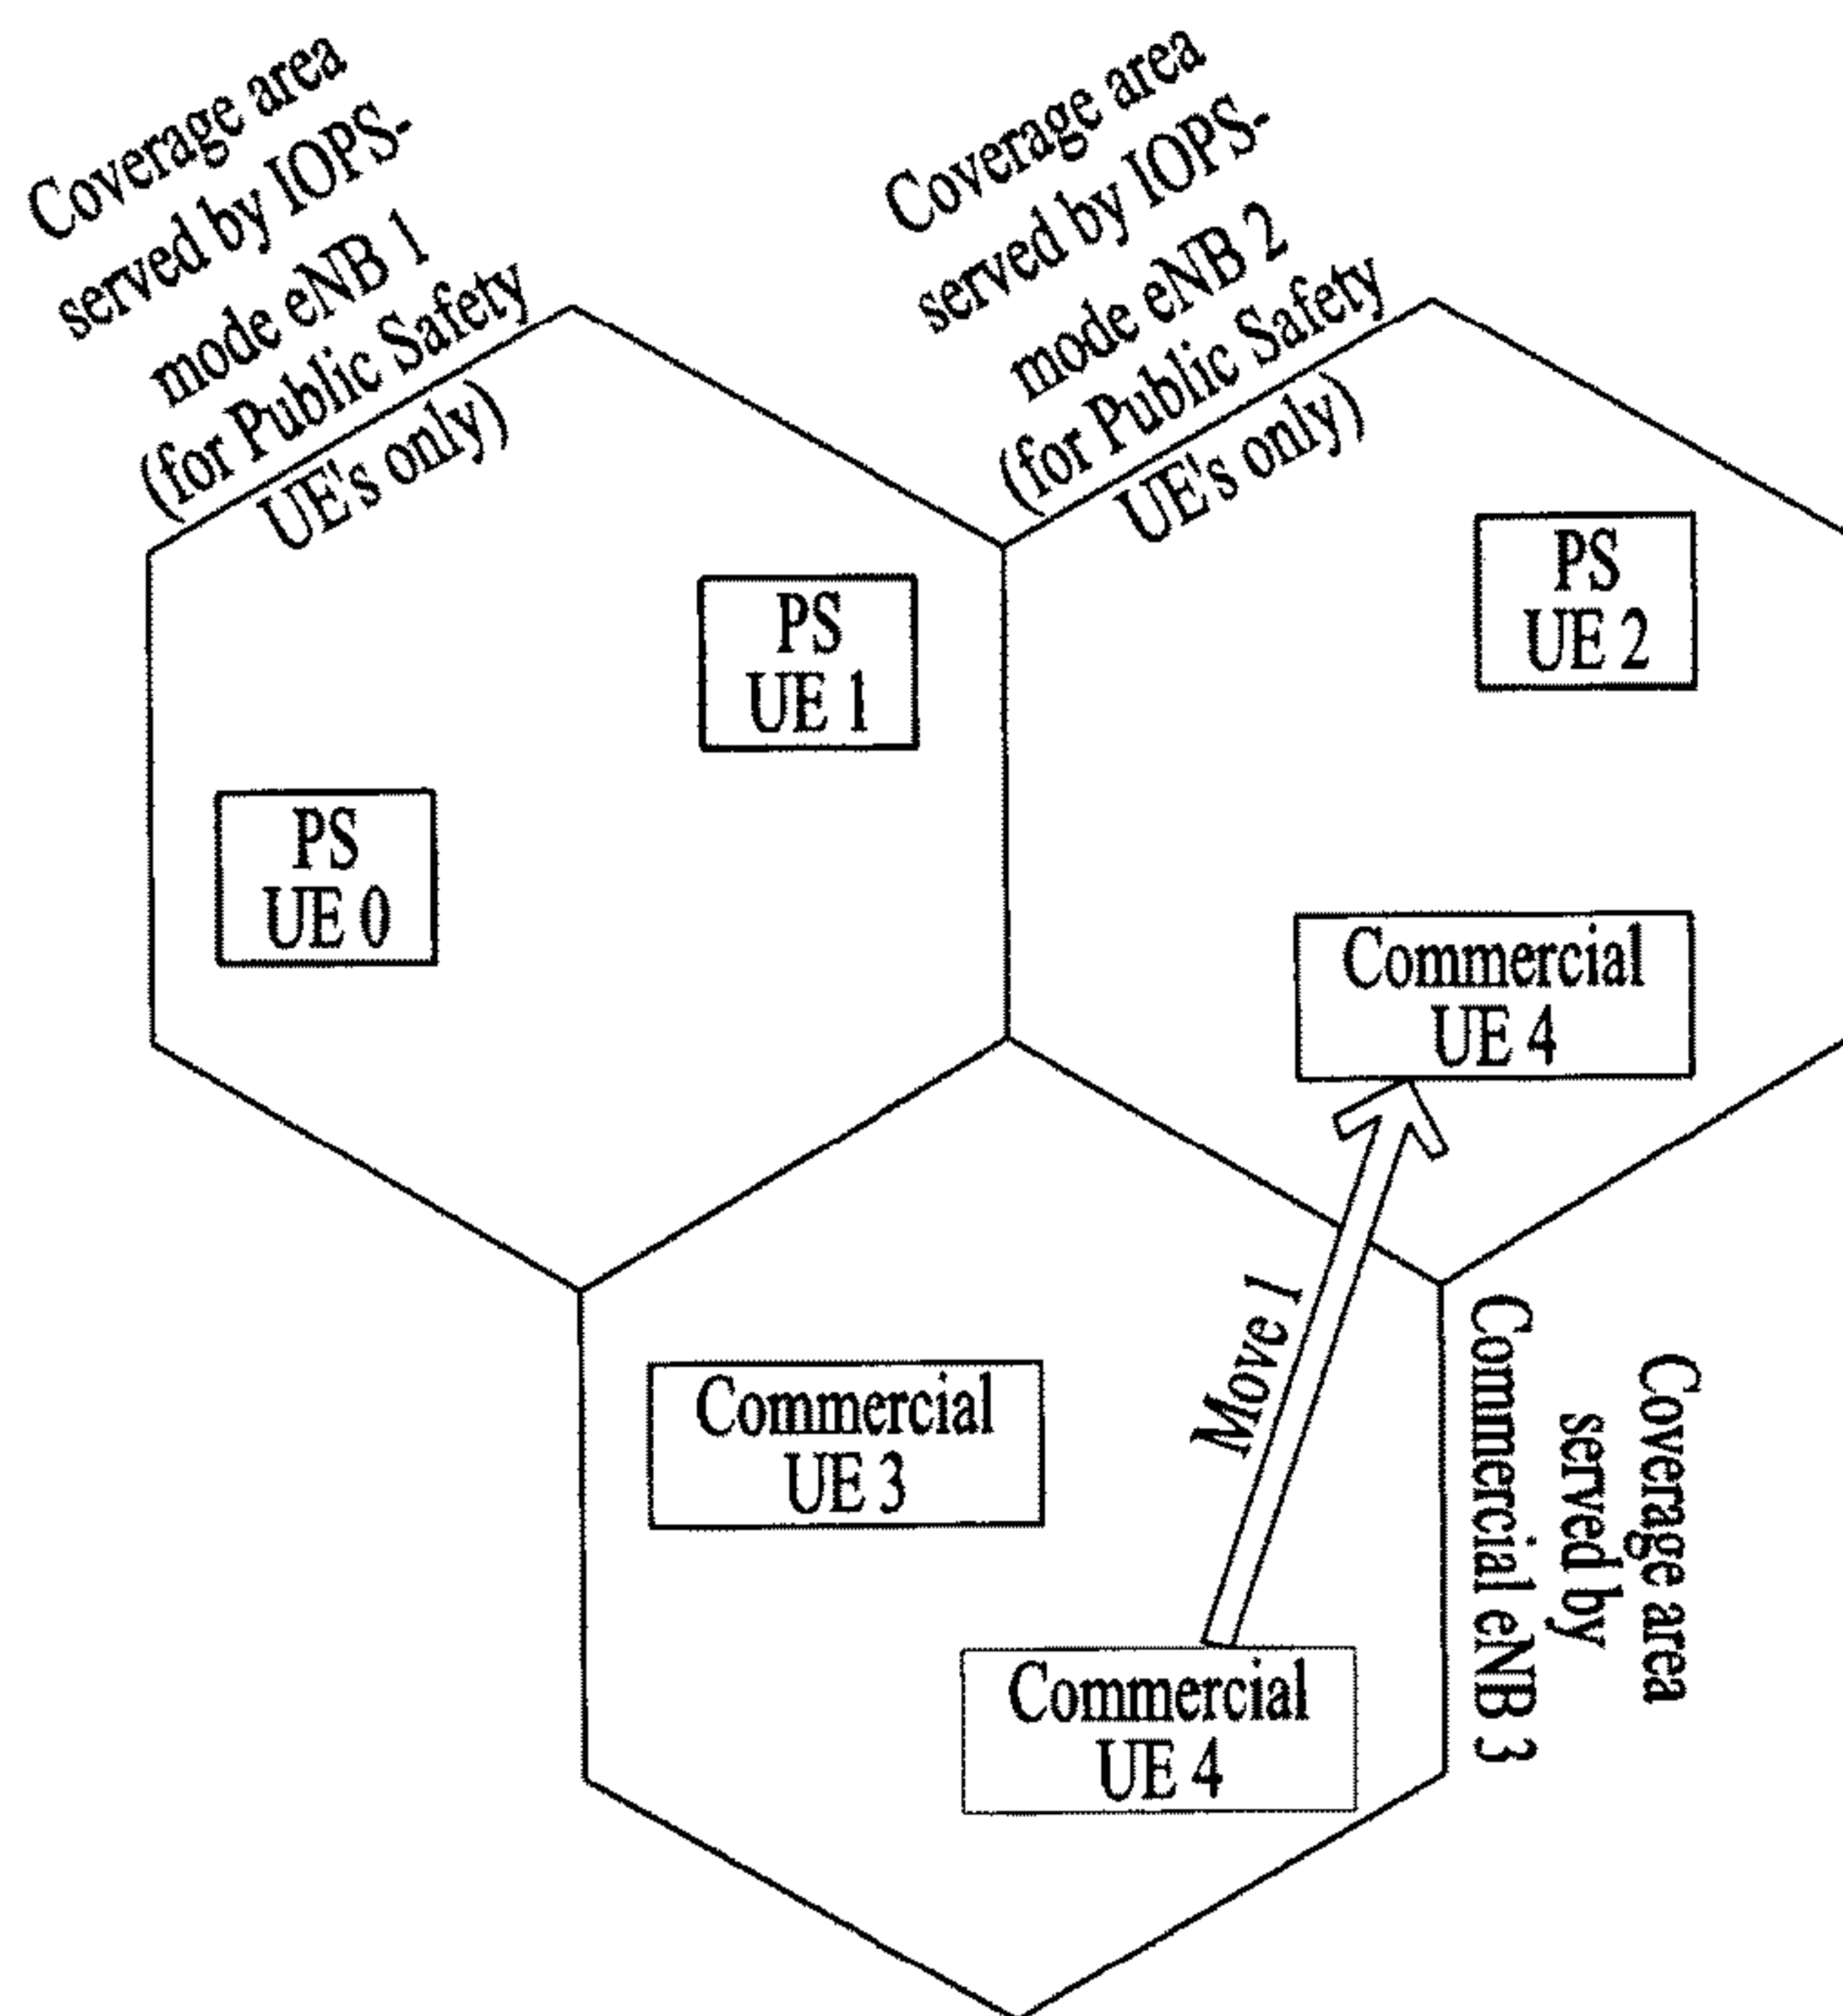 Coverage area
served by IOPS-
mode eNB 1
(for Public Safety
UE's only)
Coverage area
served by IOPS-
mode eNB 2
(for Public Safety
UE's only)
PS
UE 1
PS
UE 2
PS
UE 0
Commercial
UE 4
Move 1
Commercial
UE 3
Commercial
UE 4
Coverage area
served by
Commercial eNB 3